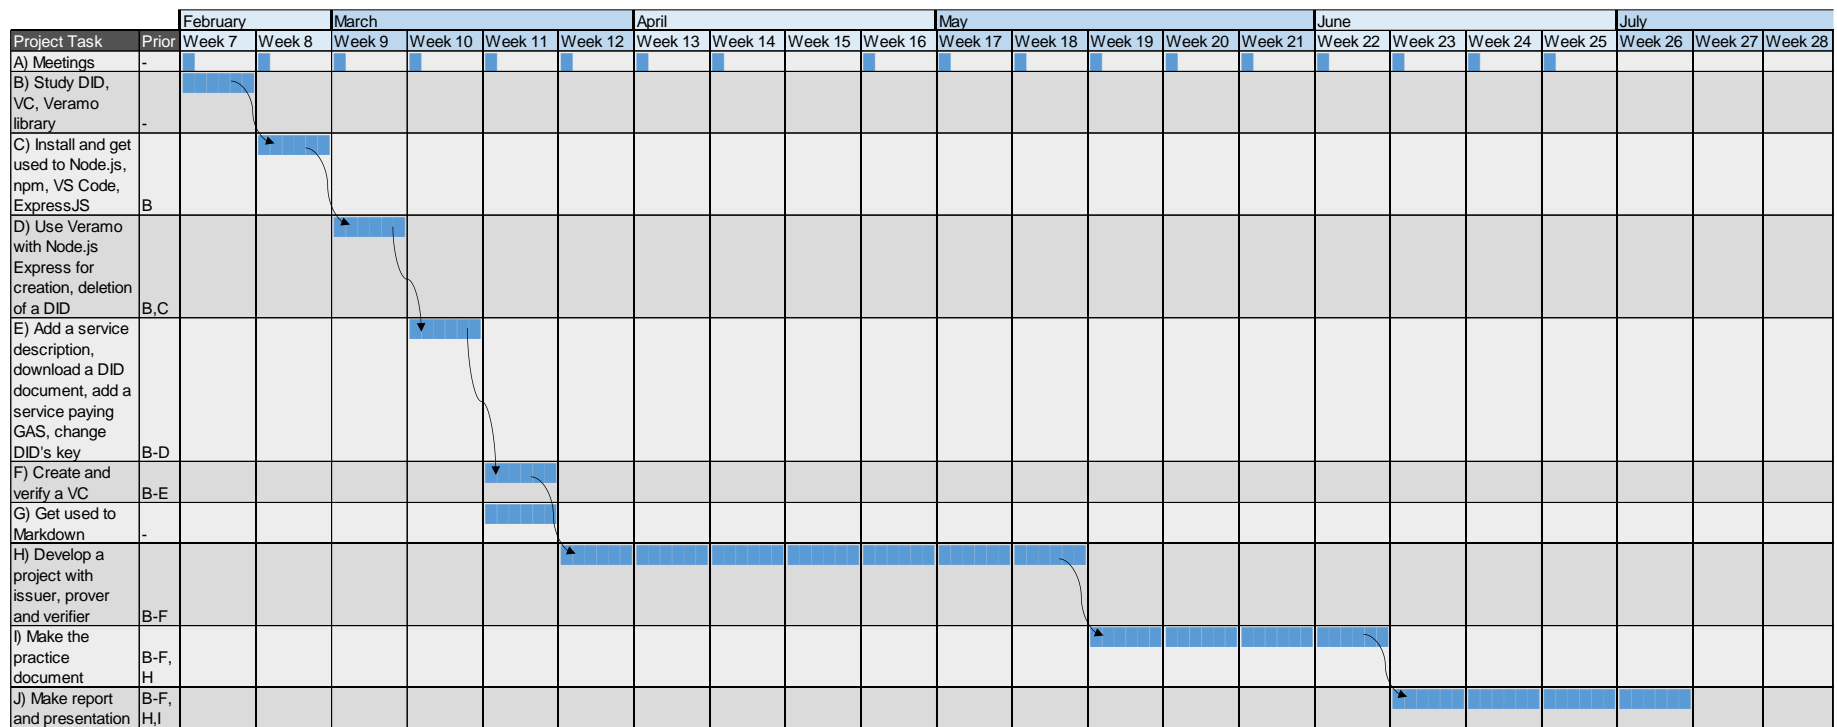 February March April May June July
Project Task Prior Week 7 Week 8 Week 9 Week 10 Week 11 Week 12 Week 13 Week 14 Week 15 Week 16 Week 17 Week 18 Week 19 Week 20 Week 21 Week 22 Week 23 Week 24 Week 25 Week 26 Week 27 Week 28
A) Meetings -
B) Study DID,
VC, Veramo
library -
C) Install and get
used to Node.js,
npm, VS Code,
ExpressJS B
D) Use Veramo
with Node.js
Express for
creation, deletion
of a DID B,C
E) Add a service
description,
download a DID
document, add a
service paying
GAS, change
DID's key B-D
F) Create and
verify a VC B-E
G) Get used to
Markdown -
H) Develop a
project with
issuer, prover
and verifier B-F
I) Make the
practice B-F,
document H
J) Make report B-F,
and presentation H,I